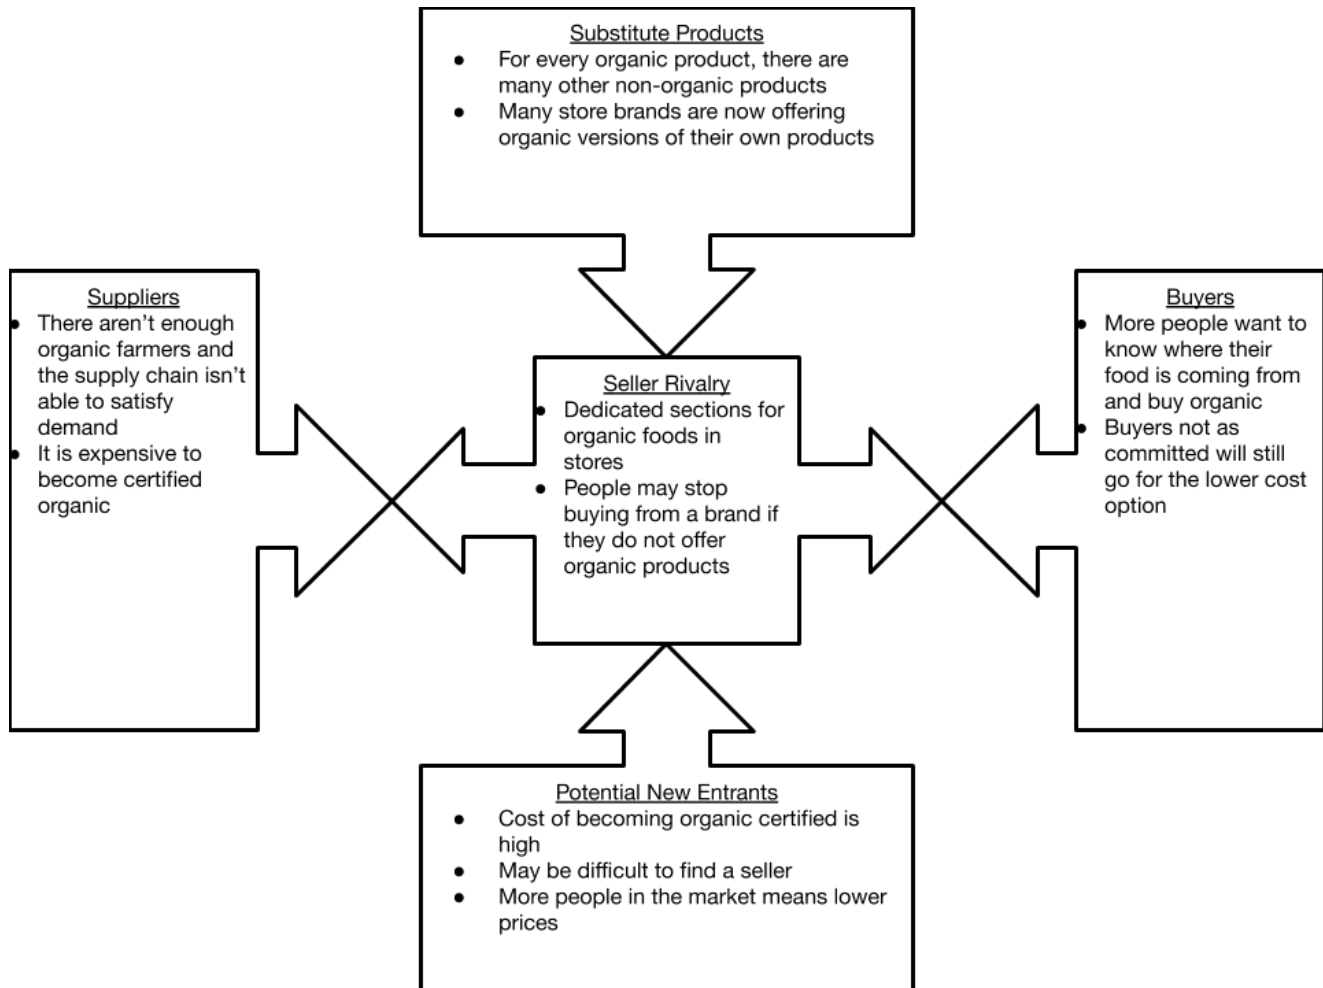 Substitute Products
● For every organic product, there are
many other non-organic products
● Many store brands are now offering
organic versions of their own products
Suppliers
● There aren’t enough
organic farmers and
the supply chain isn’t
able to satisfy
demand
● It is expensive to
become certified
organic
Seller Rivalry
● Dedicated sections for
organic foods in
stores
● People may stop
buying from a brand if
they do not offer
organic products
Buyers
● More people want to
know where their
food is coming from
and buy organic
● Buyers not as
committed will still
go for the lower cost
option
Potential New Entrants
● Cost of becoming organic certified is
high
● May be difficult to find a seller
● More people in the market means lower
prices